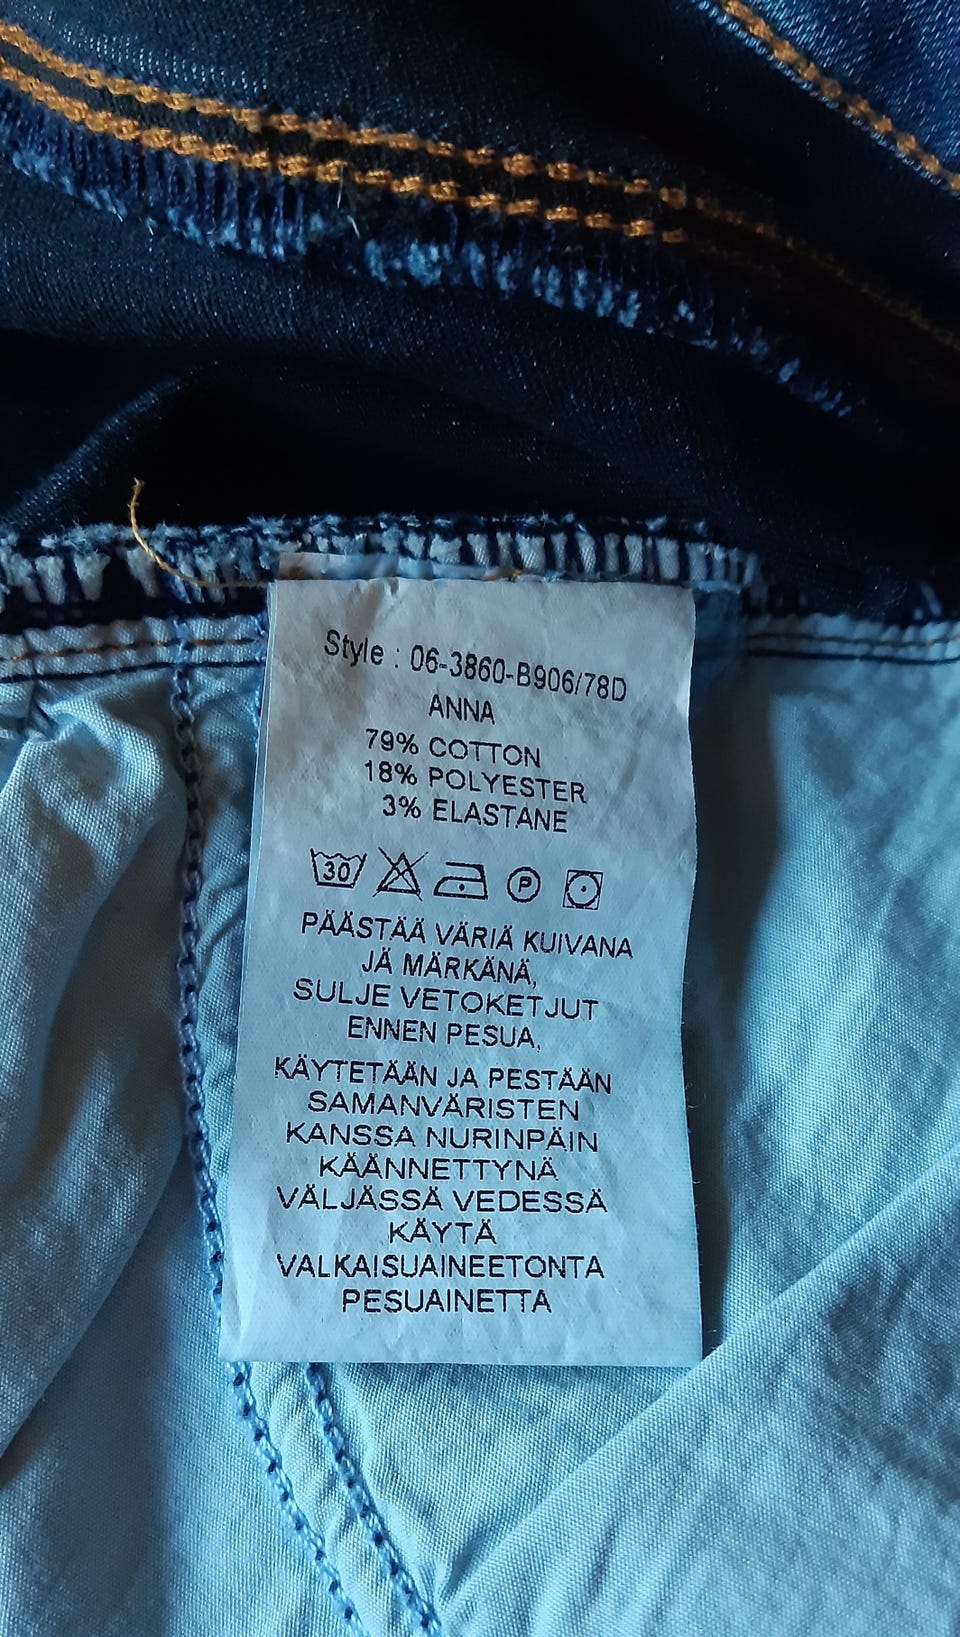 Style : 06-3860-B906/78D
ANNA
79% COTTON
18% POLYESTER
3% ELASTANE
30 P
PÄÄSTÄÄ VÄRIÄ KUIVANA
JÄ MÄRKÄNÄ,
SULJE VETOKETJUT
ENNEN PESUA,
KÄYTETÄÄN JA PESTÄÄN
SAMANVÄRISTEN
KANSSA NURINPÄIN
KÄÄNNETTYNÄ
VÄLJÄSSÄ VEDESSÄ
KÄYTÄ
VALKAISUAINEETONTA
PESUAINETTA